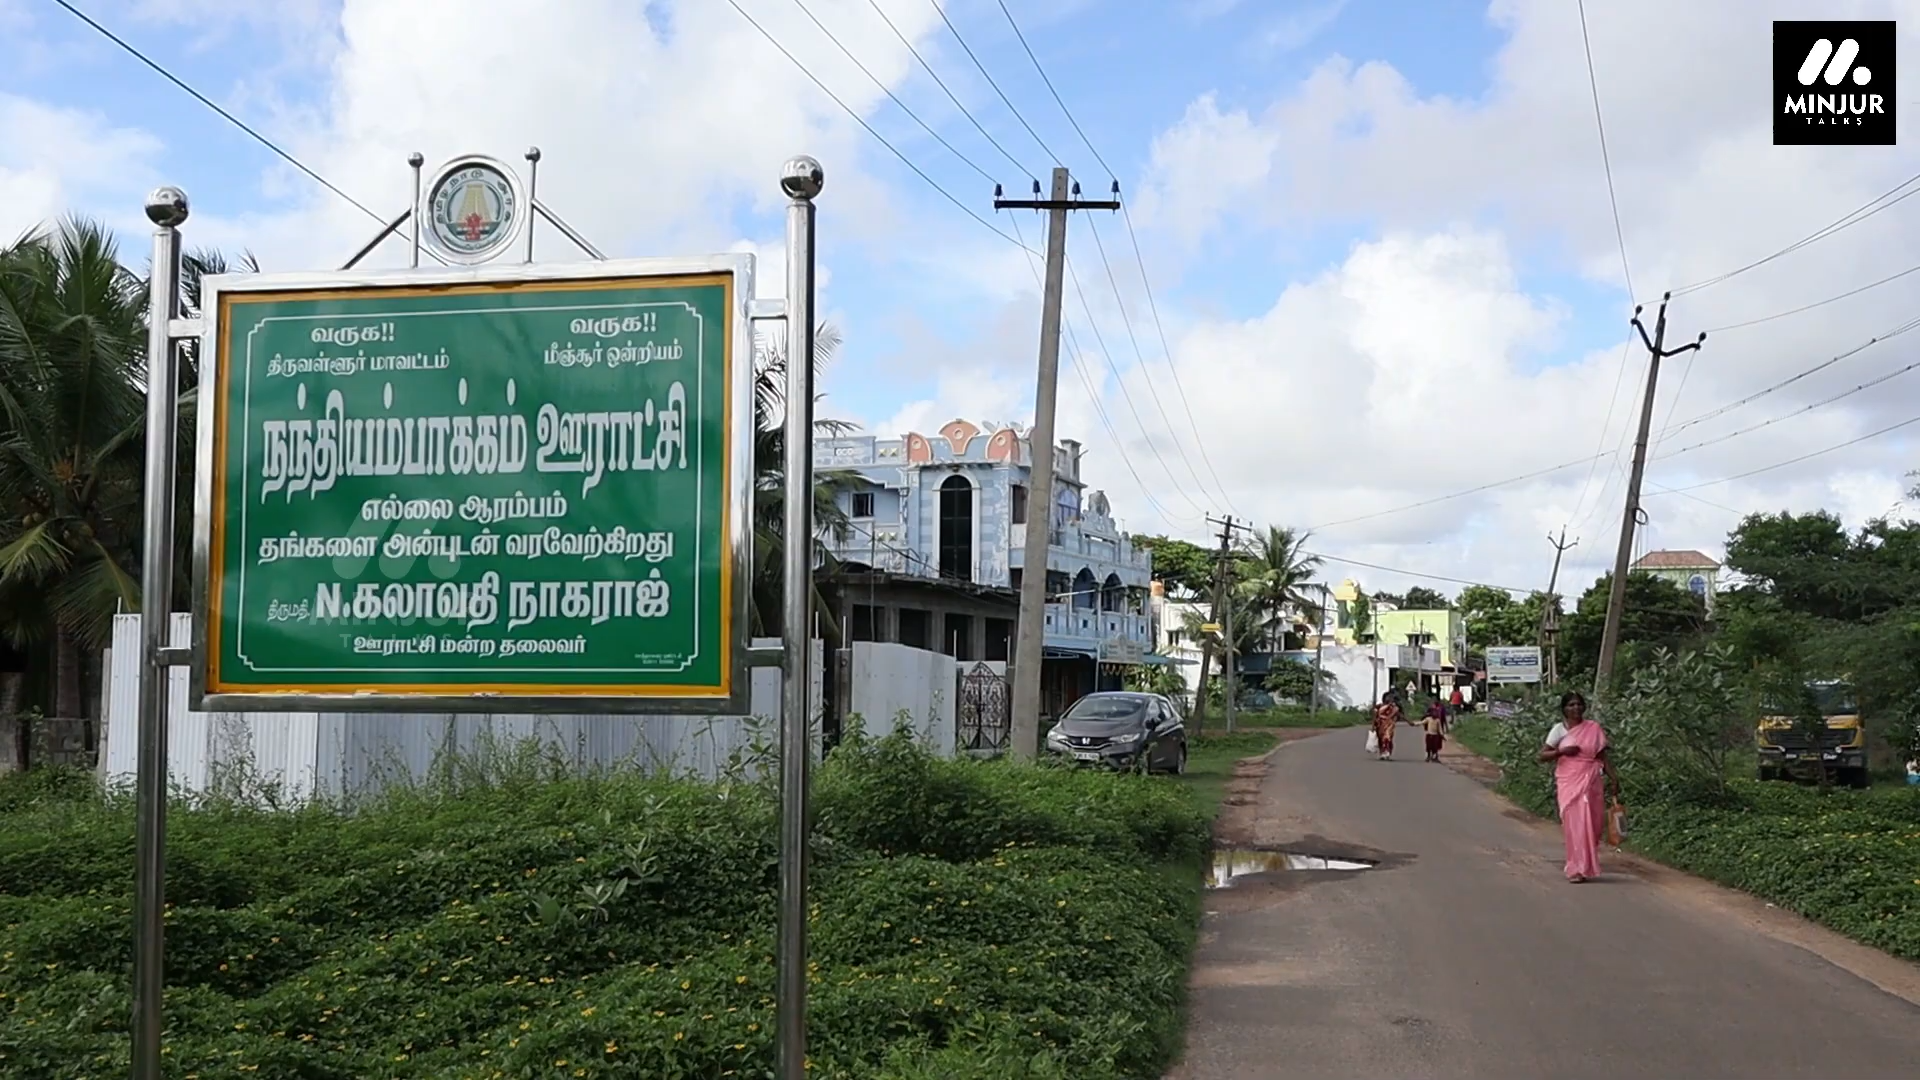 வருக!! வருக!!
திருவள்ளூர் மாவட்டம் மீஞ்சூர் ஒன்றியம்
நந்தியம்பாக்கம் ஊராட்சி
எல்லை ஆரம்பம்
தங்களை அன்புடன் வரவேற்கிறது
திருமதி. N.கலாவதி நாகராஜ்
ஊராட்சி மன்ற தலைவர்
MINJUR
TALKS